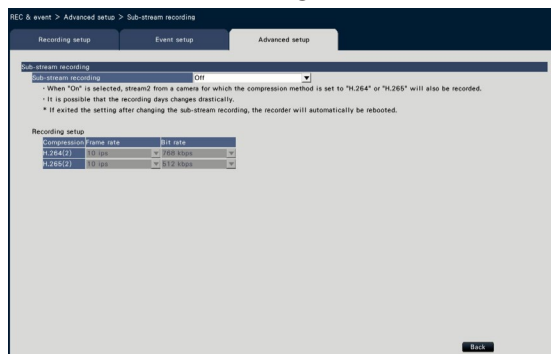 REC & event > Advanced setup > Sub-stream recording
Recording setup
Event setup
Advanced setup
Sub-stream recording
Sub-stream recording Off
・When "On" is selected, stream2 from a camera for which the compression method is set to "H.264" or "H.265" will also be recorded.
・It is possible that the recording days changes drastically.
* If exited the setting after changing the sub-stream recording, the recorder will automatically be rebooted.
Recording setup
Compression Frame rate Bit rate
H.264(2) 10 ips 768 kbps
H.265(2) 10 ips 512 kbps
Back